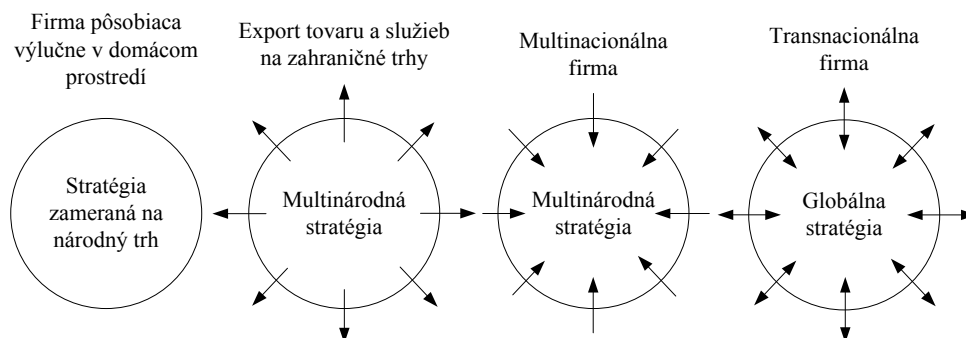 Firma pôsobiaca
výlučne v domácom
prostredí
Export tovaru a služieb
na zahraničné trhy
Multinacionálna
firma
Transnacionálna
firma
Stratégia
zameraná na
národný trh
Multinárodná
stratégia
Multinárodná
stratégia
Globálna
stratégia